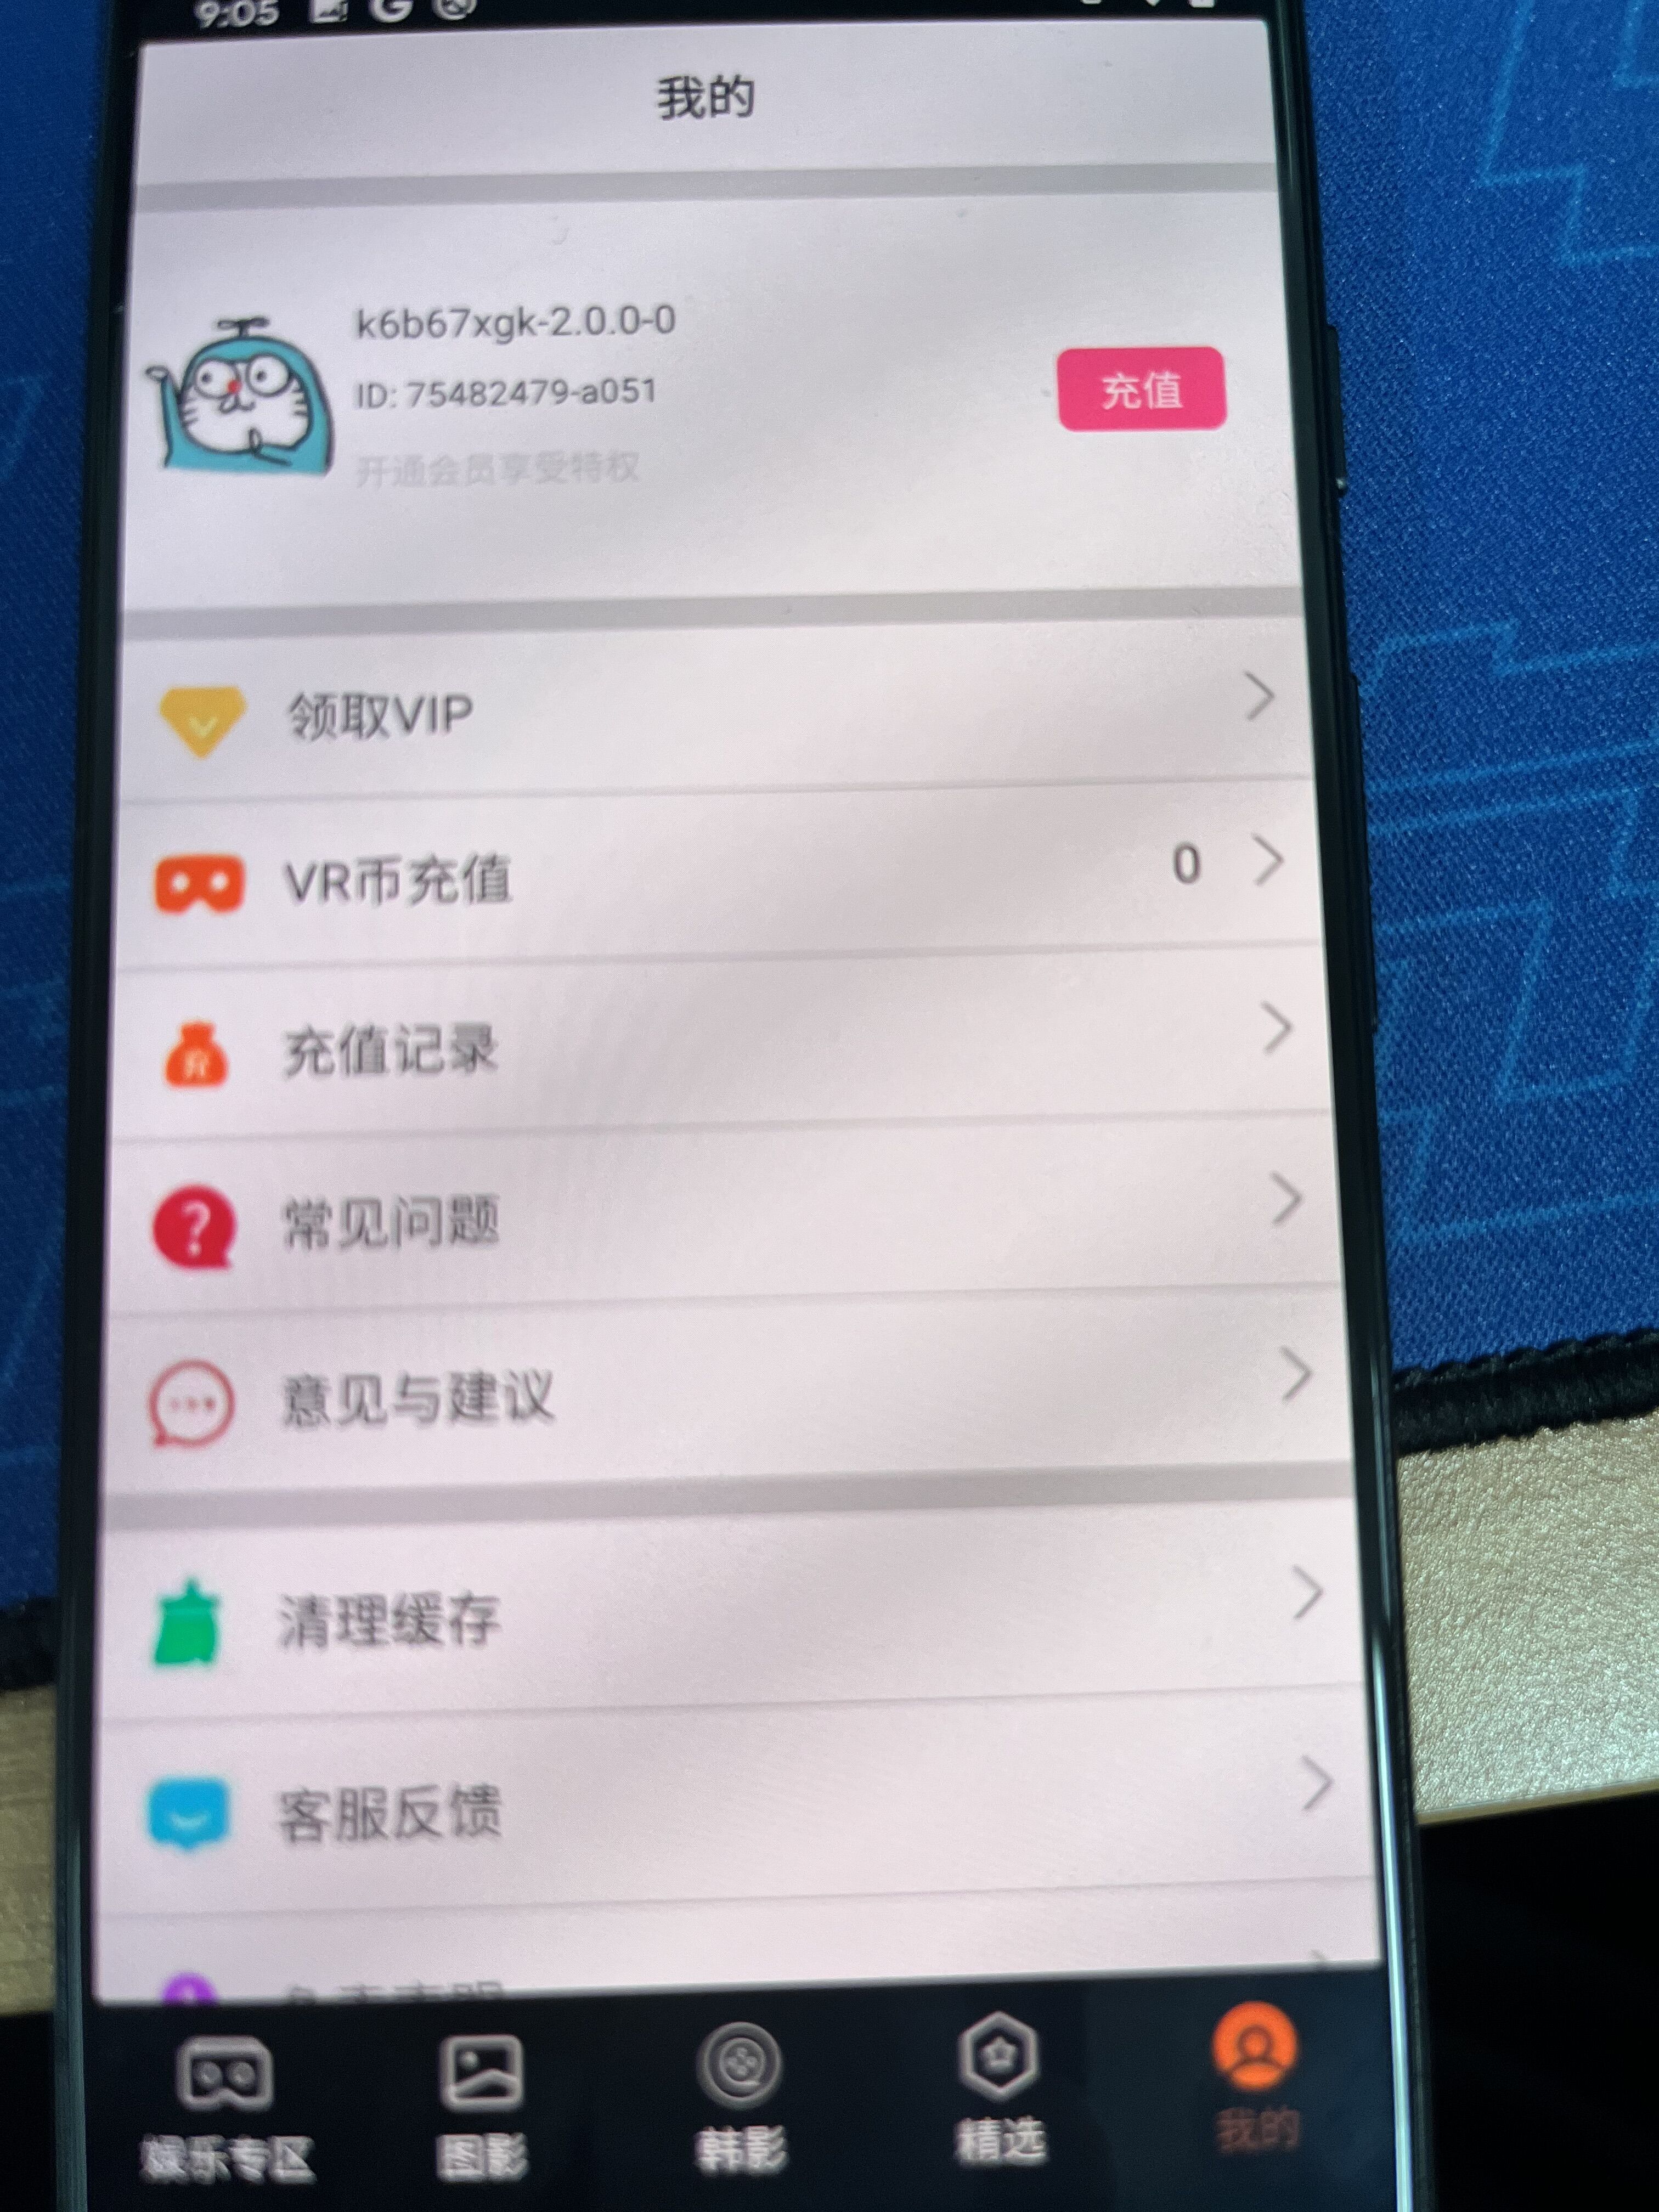 9:05
我的
k6b67xgk-2.0.0-0
ID: 75482479-a051
开通会员享受特权
充值
领取VIP
VR币充值
0
充值记录
常见问题
意见与建议
清理缓存
客服反馈
娱乐专区
图影
韩影
精选
我的